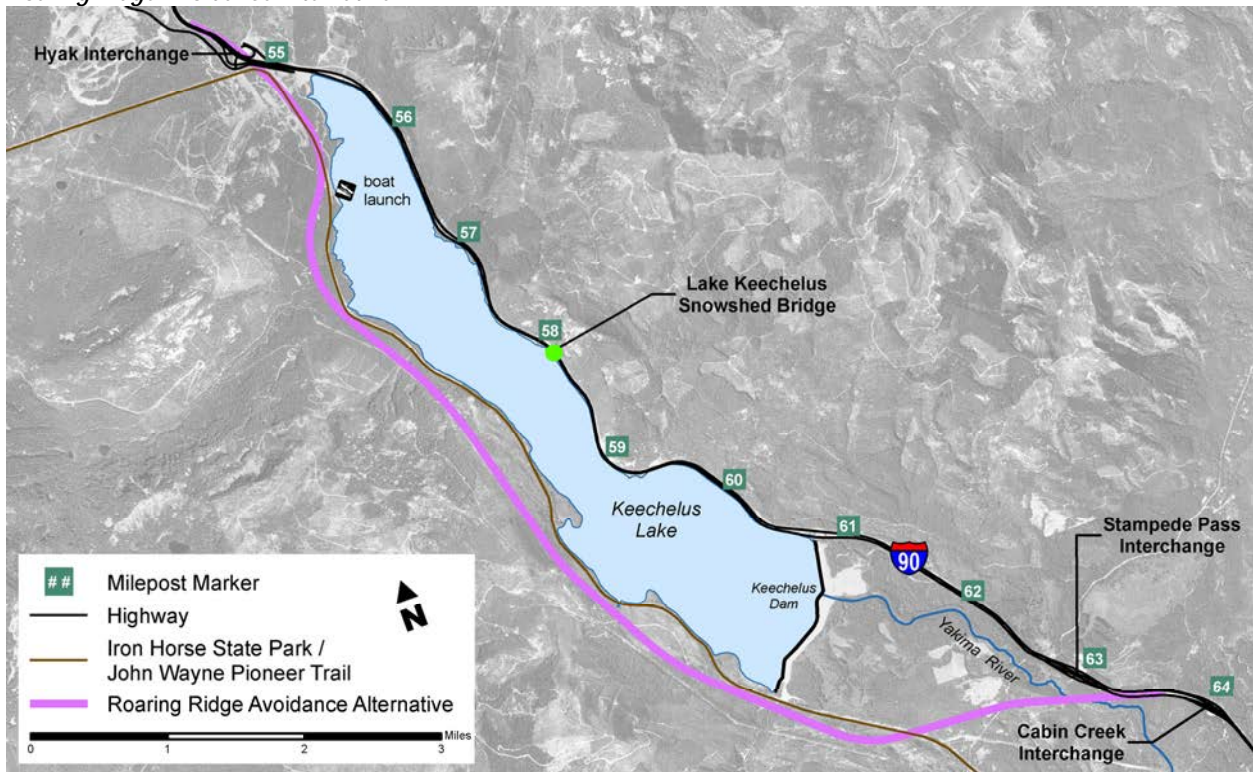 Hyak Interchange
55
56
boat
launch
57
Lake Keechelus
Snowshed Bridge
58
59
60
Keechelus
Lake
61
Stampede Pass
Interchange
90
Keechelus
Dam
62
Yakima River
63
64
Cabin Creek
Interchange
##
Milepost Marker
Highway
N
Iron Horse State Park /
John Wayne Pioneer Trail
Roaring Ridge Avoidance Alternative
Miles
0
1
2
3